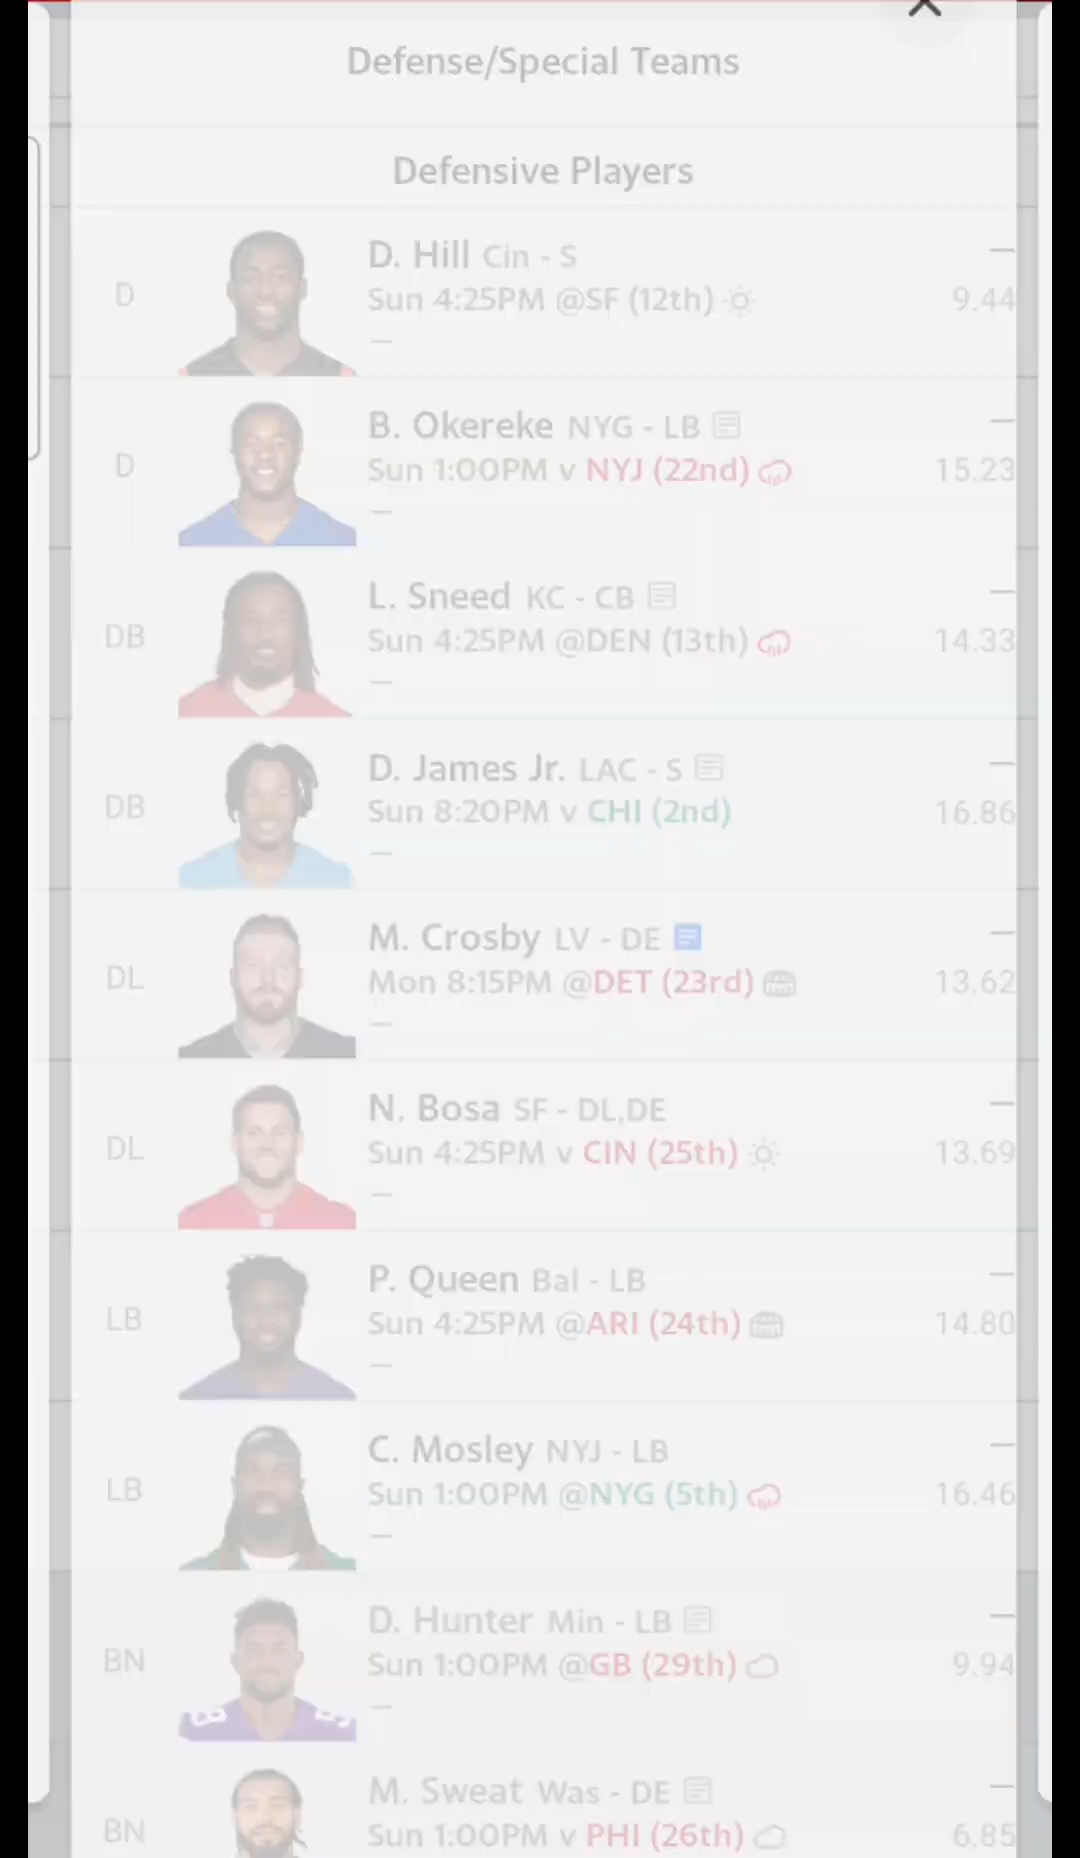 Defense/Special Teams
Defensive Players
D
D. Hill Cin - S
–
Sun 4:25PM @SF (12th)
9.44
–
D
B. Okereke NYG - LB
–
Sun 1:00PM v NYJ (22nd)
15.23
–
DB
L. Sneed KC - CB
–
Sun 4:25PM @DEN (13th)
14.33
–
DB
D. James Jr. LAC - S
–
Sun 8:20PM v CHI (2nd)
16.86
–
DL
M. Crosby LV - DE
–
Mon 8:15PM @DET (23rd)
13.62
–
DL
N. Bosa SF - DL,DE
–
Sun 4:25PM v CIN (25th)
13.69
–
LB
P. Queen Bal - LB
–
Sun 4:25PM @ARI (24th)
14.80
–
LB
C. Mosley NYJ - LB
–
Sun 1:00PM @NYG (5th)
16.46
–
BN
D. Hunter Min - LB
–
Sun 1:00PM @GB (29th)
9.94
–
BN
M. Sweat Was - DE
–
Sun 1:00PM v PHI (26th)
6.85